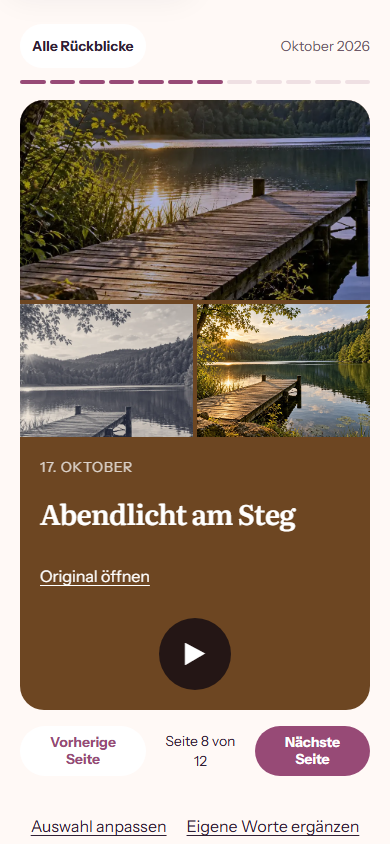 Alle Rückblicke
Oktober 2026
17. OKTOBER
Abendlicht am Steg
Original öffnen
Vorherige
Seite
Seite 8 von
12
Nächste
Seite
Auswahl anpassen
Eigene Worte ergänzen